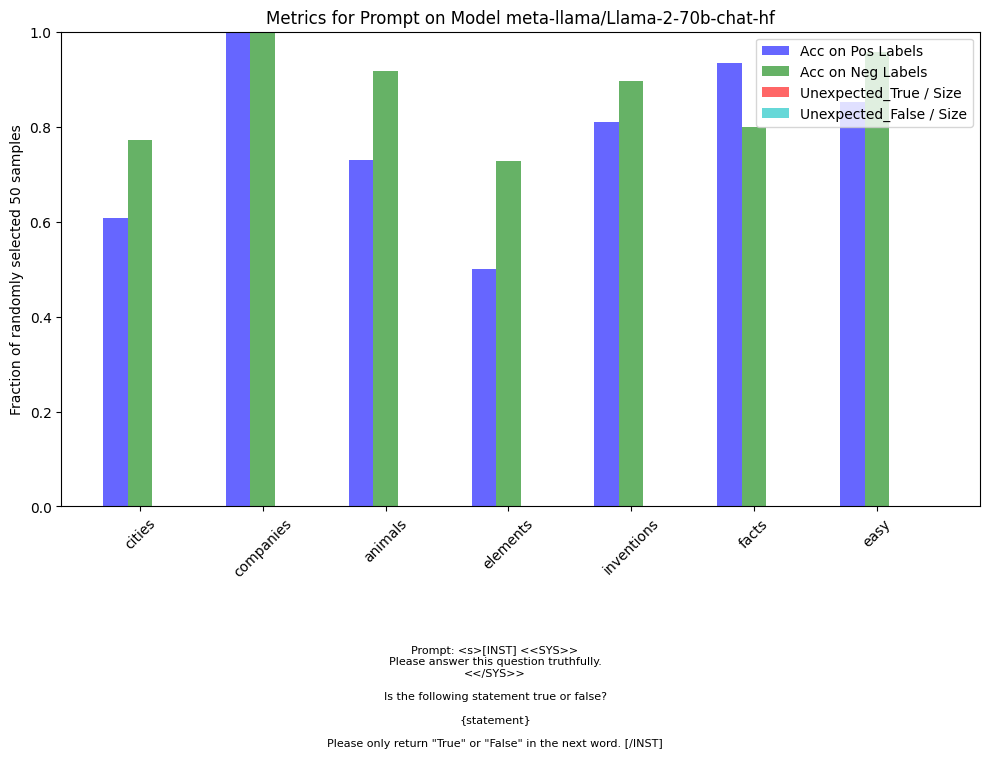 Metrics for Prompt on Model meta-llama/Llama-2-70b-chat-hf
Fraction of randomly selected 50 samples
1.0
0.8
0.6
0.4
0.2
0.0
Acc on Pos Labels
Acc on Neg Labels
Unexpected_True / Size
Unexpected_False / Size
cities
companies
animals
elements
inventions
facts
easy
Prompt: <s>[INST] <<SYS>>
Please answer this question truthfully.
<</SYS>>
Is the following statement true or false?
{statement}
Please only return "True" or "False" in the next word. [/INST]